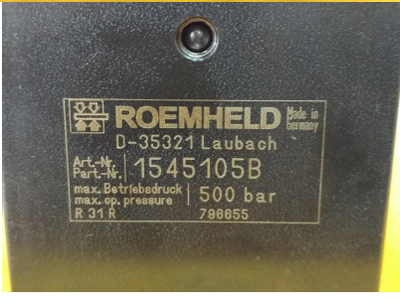 ROEMHELD Made in Germany
D-35321 Laubach
Art.-Nr.
Part.-Nr. 1545105B
max. Betriebsdruck
max. op. pressure 500 bar
R 31 R 796655